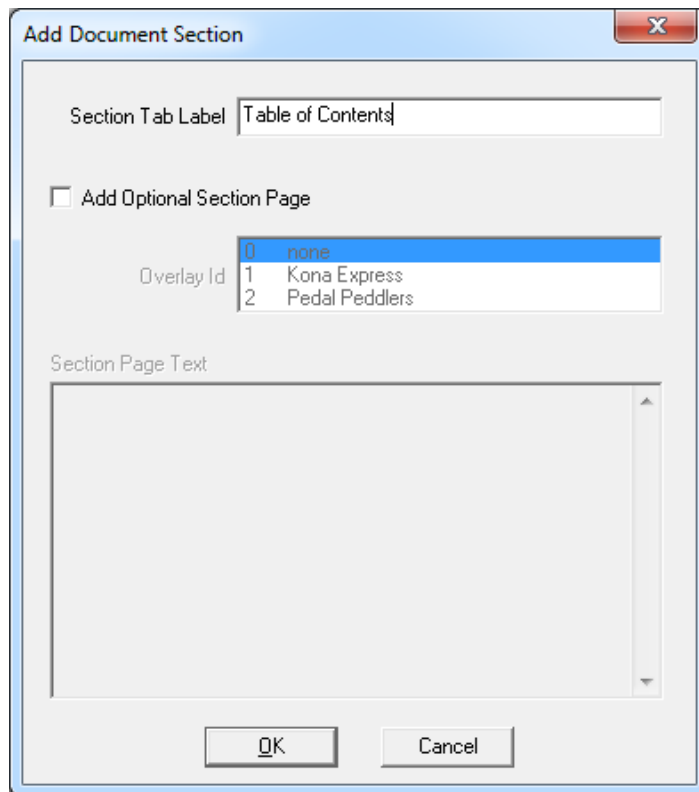 Add Document Section
Section Tab Label Table of Contents
Add Optional Section Page
0 none
Overlay Id 1 Kona Express
2 Pedal Peddlers
Section Page Text
OK Cancel